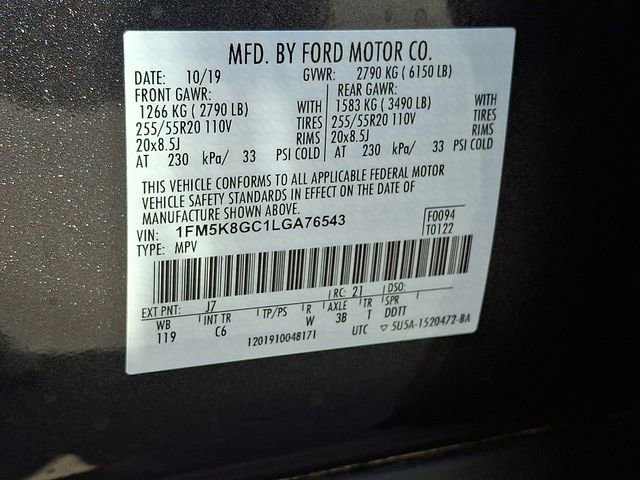 MFD. BY FORD MOTOR CO.
DATE: 10/19 GVWR: 2790 KG ( 6150 LB)
FRONT GAWR: REAR GAWR:
1266 KG ( 2790 LB) WITH 1583 KG ( 3490 LB) WITH
255/55R20 110V TIRES 255/55R20 110V TIRES
20x8.5J RIMS 20x8.5J RIMS
AT 230 kPa/ 33 PSI COLD AT 230 kPa/ 33 PSI COLD
THIS VEHICLE CONFORMS TO ALL APPLICABLE FEDERAL MOTOR
VEHICLE SAFETY STANDARDS IN EFFECT ON THE DATE OF
MANUFACTURE SHOWN ABOVE.
VIN: 1FM5K8GC1LGA76543 F0094
TYPE: MPV T0122
EXT PNT: J7 RC: 21 DSO:
WB INT TR TP/PS R AXLE TR SPR
119 C6 W 3B T DDTT
1201910048171 UTC ▽ 5U5A-1520472-BA